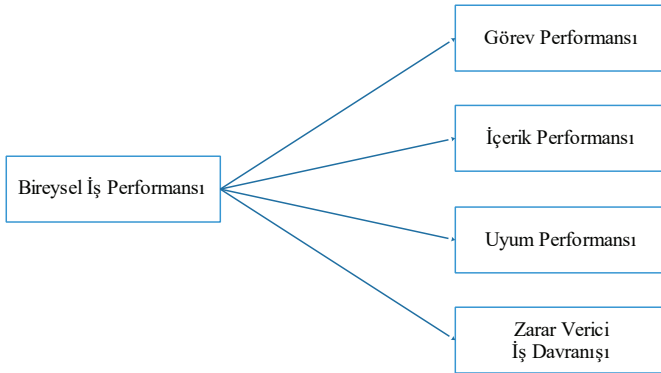 Görev Performansı
İçerik Performansı
Bireysel İş Performansı
Uyum Performansı
Zarar Verici
İş Davranışı